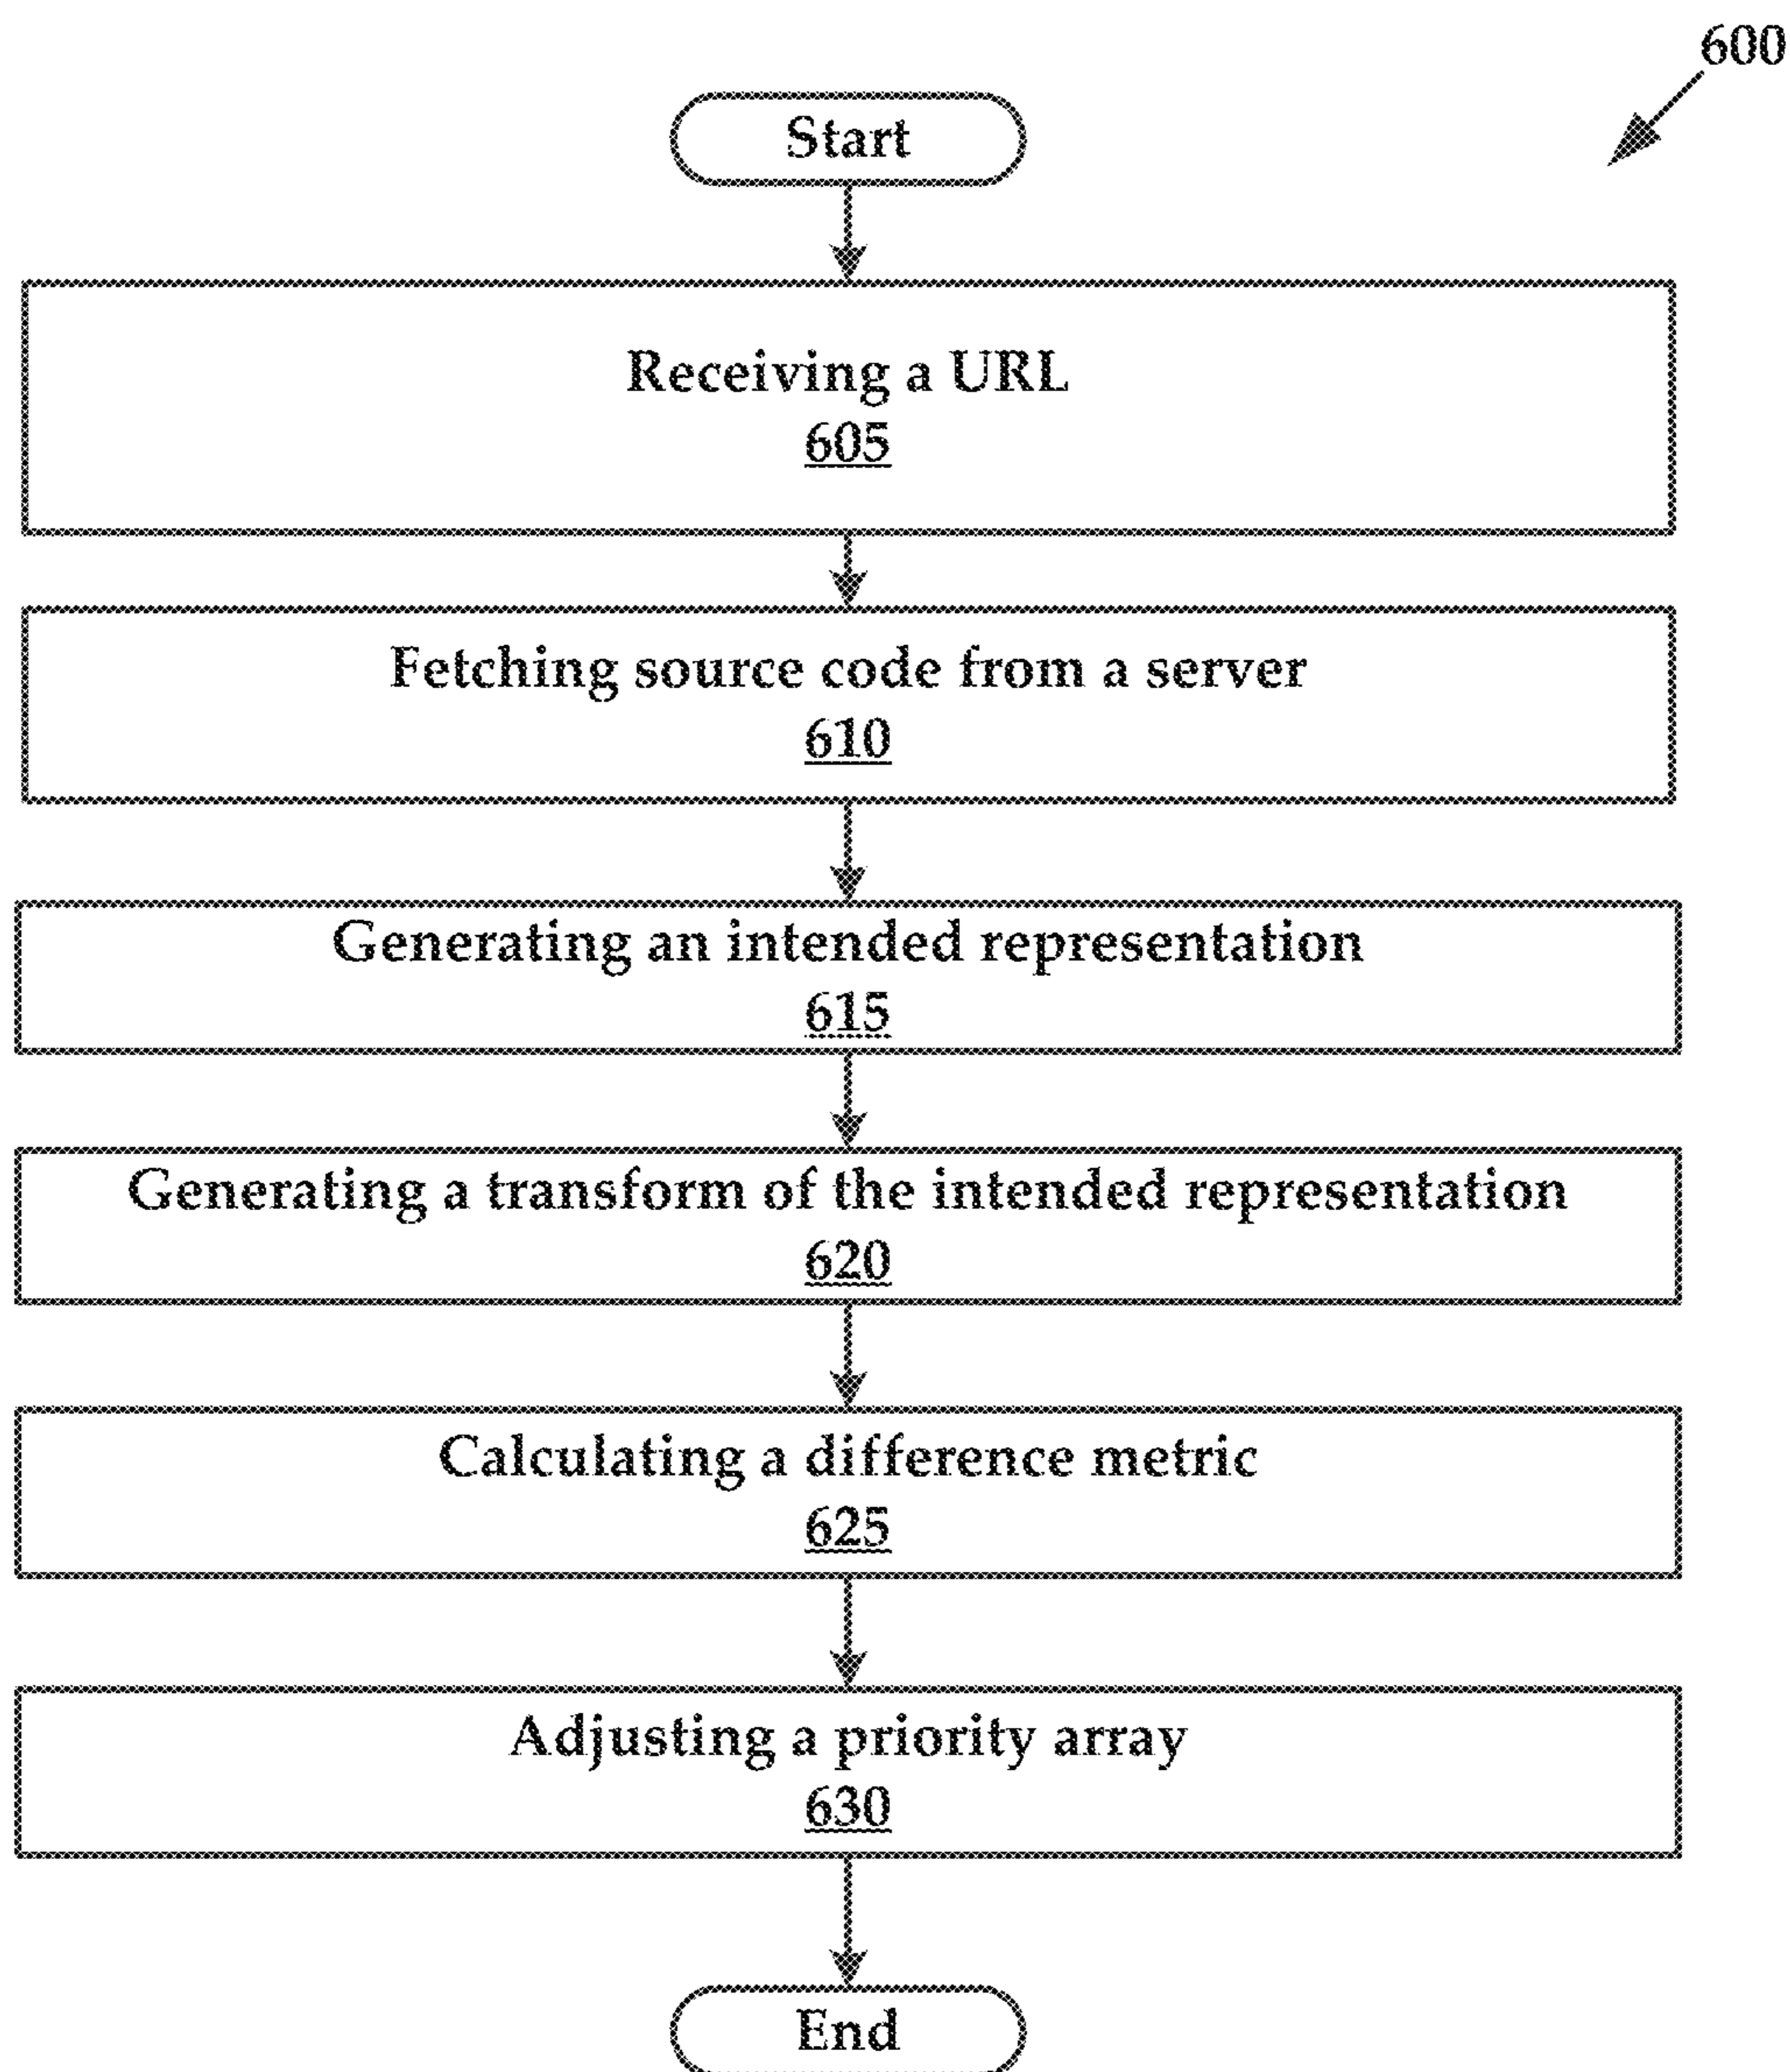 600
Start
Receiving a URL
605
Fetching source code from a server
610
Generating an intended representation
615
Generating a transform of the intended representation
620
Calculating a difference metric
625
Adjusting a priority array
630
End